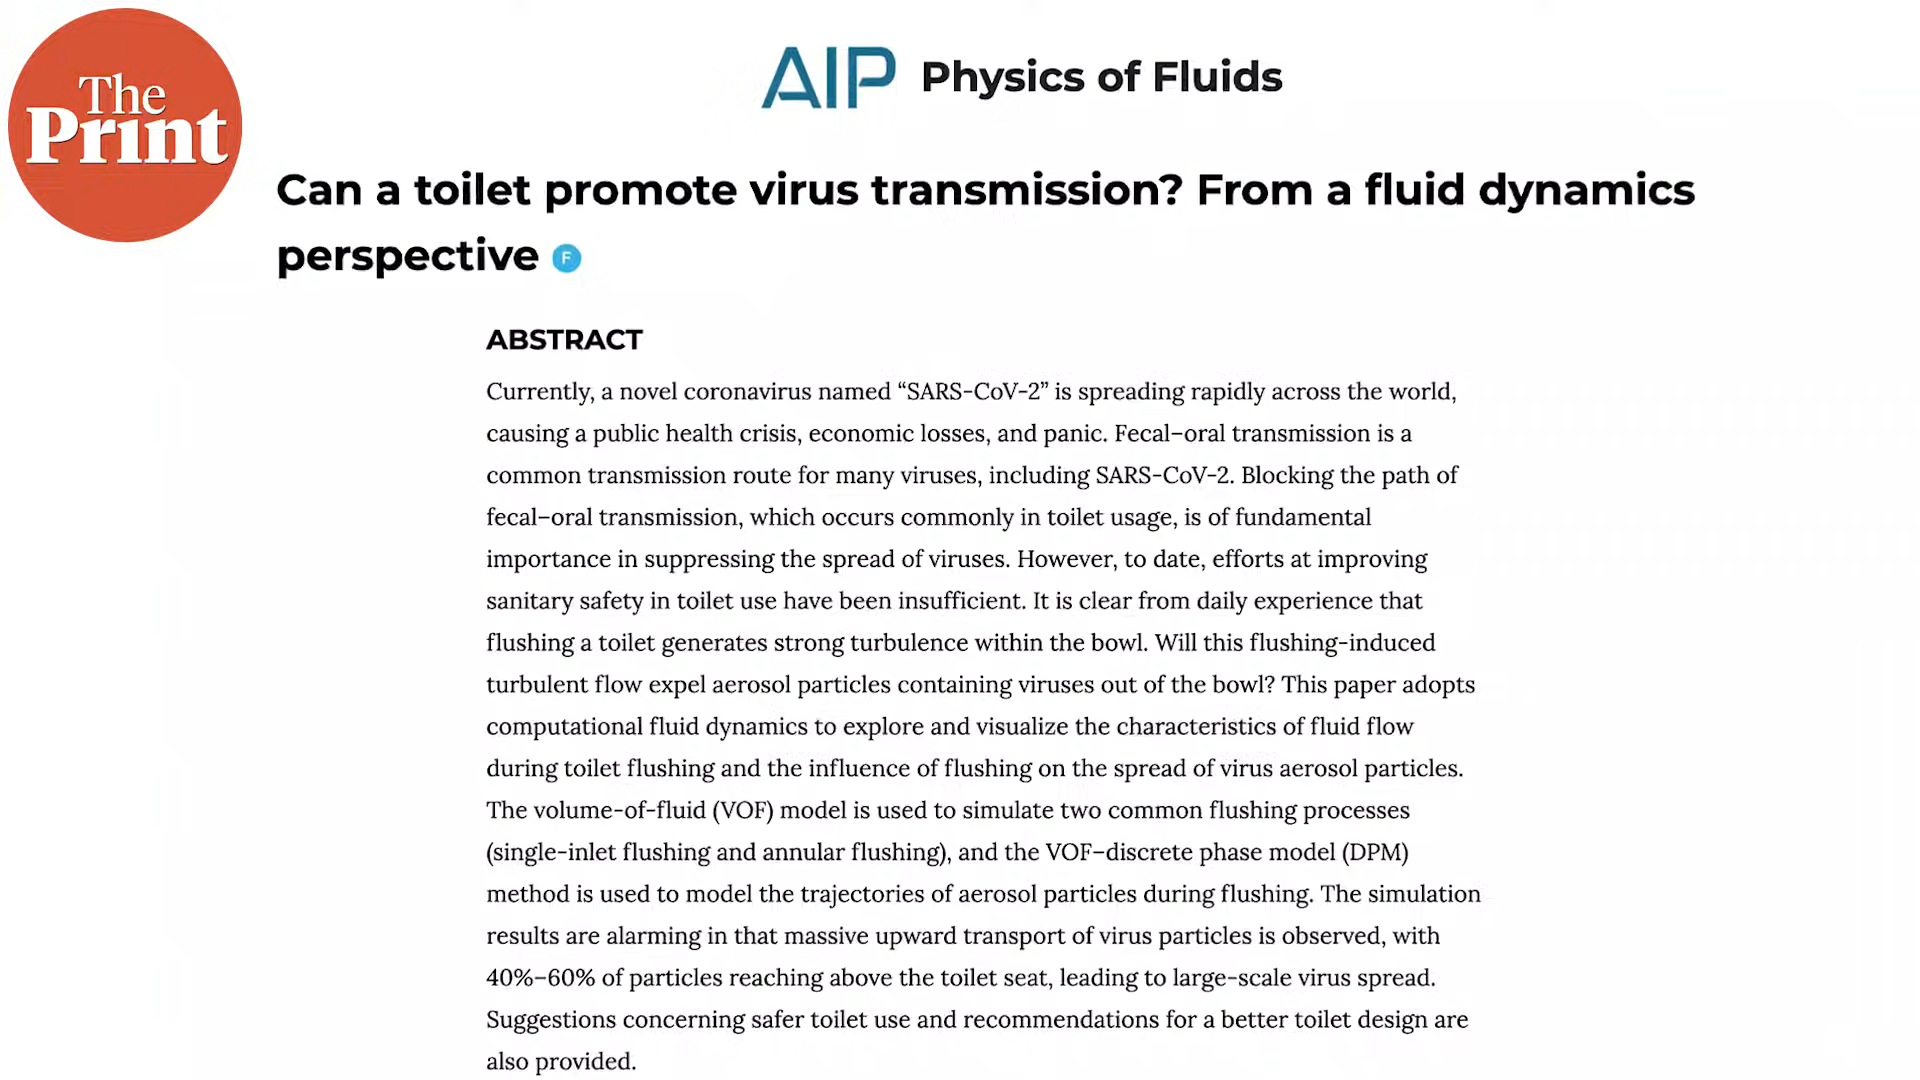 The
Print
AIP Physics of Fluids
Can a toilet promote virus transmission? From a fluid dynamics
perspective F
ABSTRACT
Currently, a novel coronavirus named “SARS-CoV-2” is spreading rapidly across the world,
causing a public health crisis, economic losses, and panic. Fecal–oral transmission is a
common transmission route for many viruses, including SARS-CoV-2. Blocking the path of
fecal–oral transmission, which occurs commonly in toilet usage, is of fundamental
importance in suppressing the spread of viruses. However, to date, efforts at improving
sanitary safety in toilet use have been insufficient. It is clear from daily experience that
flushing a toilet generates strong turbulence within the bowl. Will this flushing-induced
turbulent flow expel aerosol particles containing viruses out of the bowl? This paper adopts
computational fluid dynamics to explore and visualize the characteristics of fluid flow
during toilet flushing and the influence of flushing on the spread of virus aerosol particles.
The volume-of-fluid (VOF) model is used to simulate two common flushing processes
(single-inlet flushing and annular flushing), and the VOF–discrete phase model (DPM)
method is used to model the trajectories of aerosol particles during flushing. The simulation
results are alarming in that massive upward transport of virus particles is observed, with
40%–60% of particles reaching above the toilet seat, leading to large-scale virus spread.
Suggestions concerning safer toilet use and recommendations for a better toilet design are
also provided.